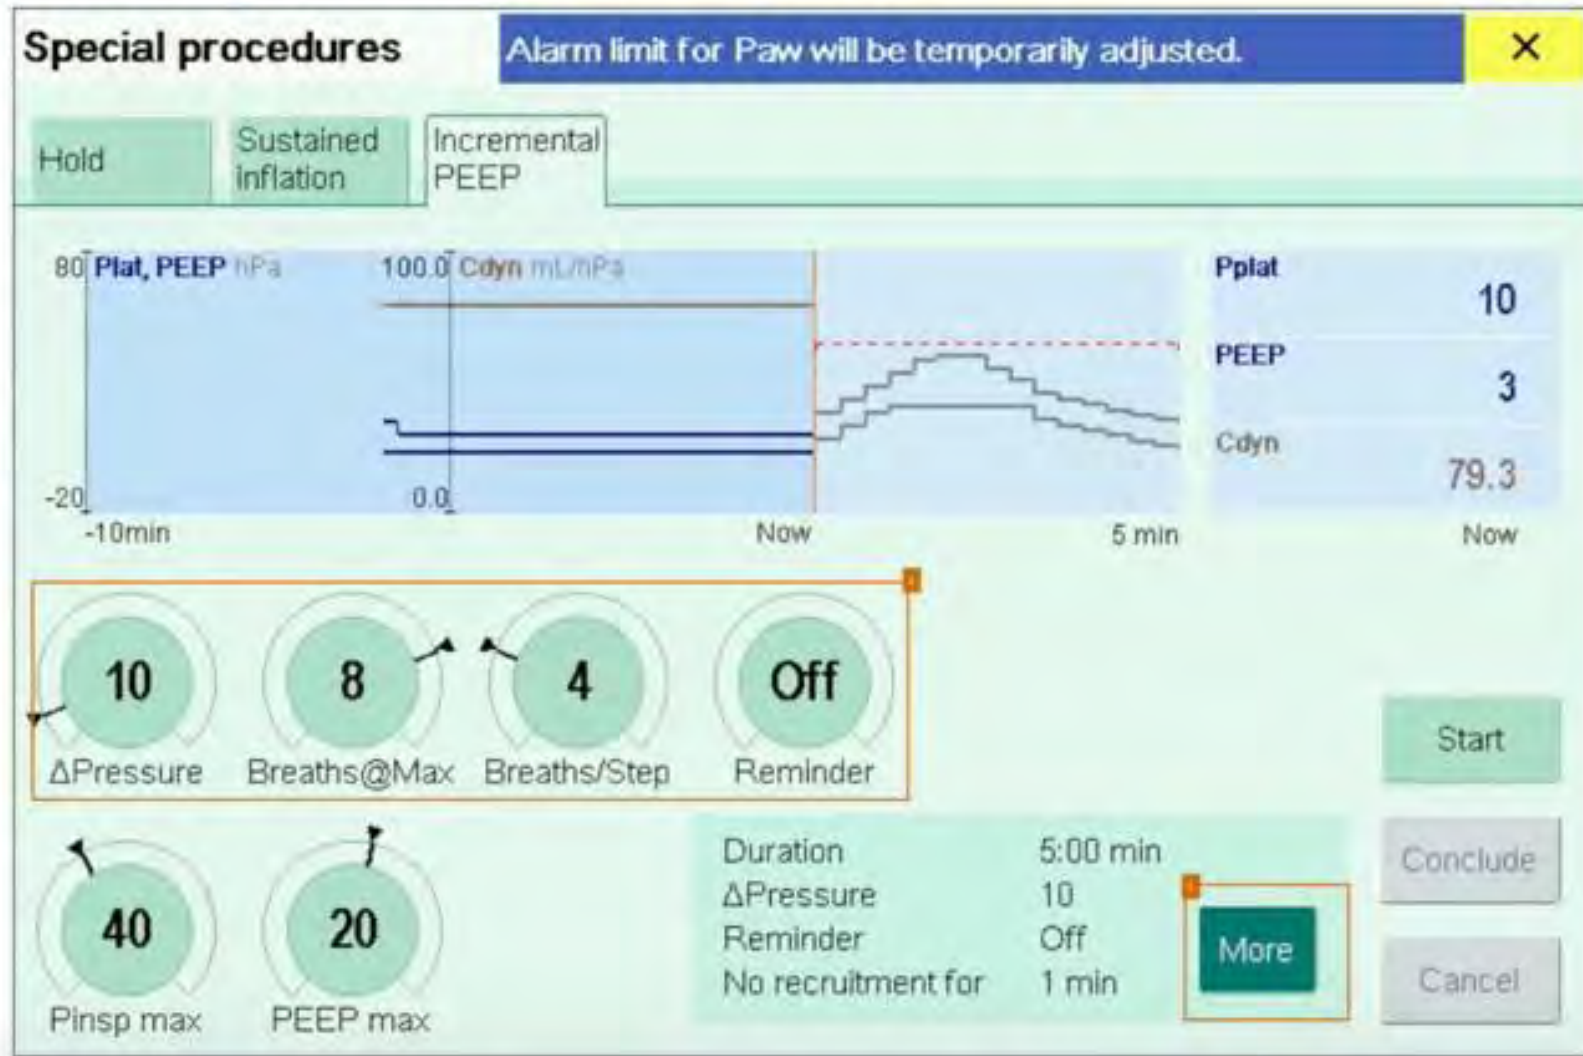 Special procedures
Alarm limit for Paw will be temporarily adjusted.
×
Hold
Sustained
inflation
Incremental
PEEP
80 Plat, PEEP hPa
100.0 Cdyn mL/hPa
-20
0.0
-10min
Now
5 min
Pplat
10
PEEP
3
Cdyn
79.3
Now
10
ΔPressure
8
Breaths@Max
4
Breaths/Step
Off
Reminder
40
Pinsp max
20
PEEP max
Duration 5:00 min
ΔPressure 10
Reminder Off
No recruitment for 1 min
More
Start
Conclude
Cancel